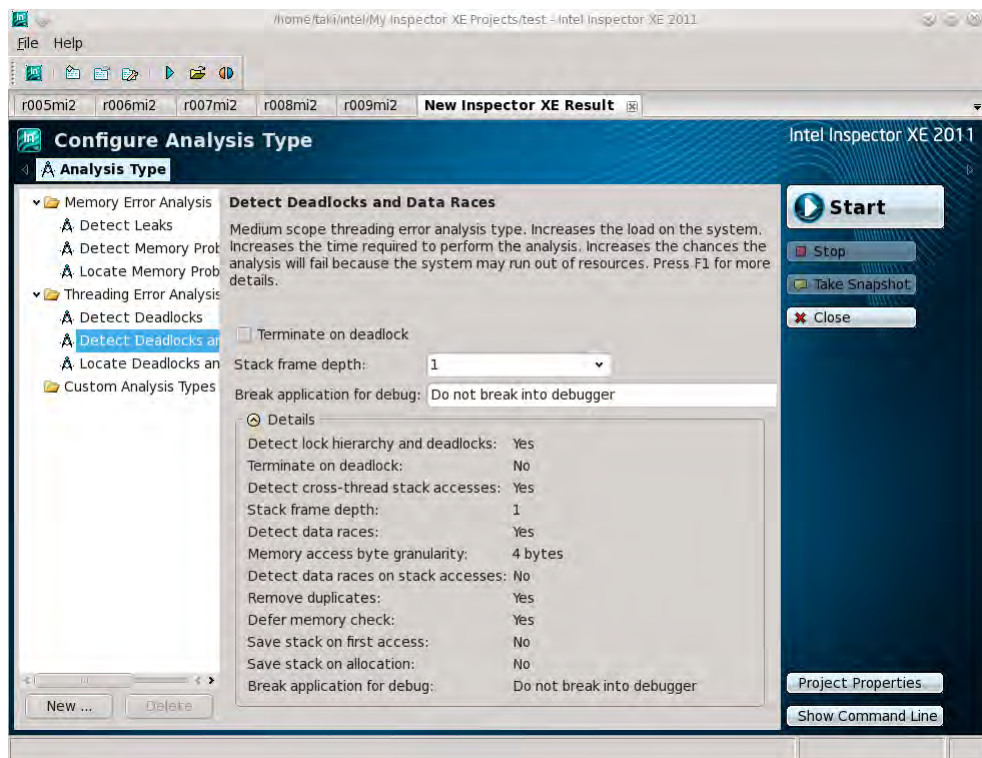 /home/taki/intel/My Inspector XE Projects/test - Intel Inspector XE 2011
File Help
r005mi2 r006mi2 r007mi2 r008mi2 r009mi2 New Inspector XE Result
Configure Analysis Type
Intel Inspector XE 2011
Analysis Type
Memory Error Analysis
Detect Leaks
Detect Memory Prob
Locate Memory Prob
Threading Error Analysis
Detect Deadlocks
Detect Deadlocks an
Locate Deadlocks an
Custom Analysis Types
New ... Delete
Detect Deadlocks and Data Races
Medium scope threading error analysis type. Increases the load on the system.
Increases the time required to perform the analysis. Increases the chances the
analysis will fail because the system may run out of resources. Press F1 for more
details.
Terminate on deadlock
Stack frame depth: 1
Break application for debug: Do not break into debugger
Details
Detect lock hierarchy and deadlocks: Yes
Terminate on deadlock: No
Detect cross-thread stack accesses: Yes
Stack frame depth: 1
Detect data races: Yes
Memory access byte granularity: 4 bytes
Detect data races on stack accesses: No
Remove duplicates: Yes
Defer memory check: Yes
Save stack on first access: No
Save stack on allocation: No
Break application for debug: Do not break into debugger
Start
Stop
Take Snapshot
Close
Project Properties
Show Command Line